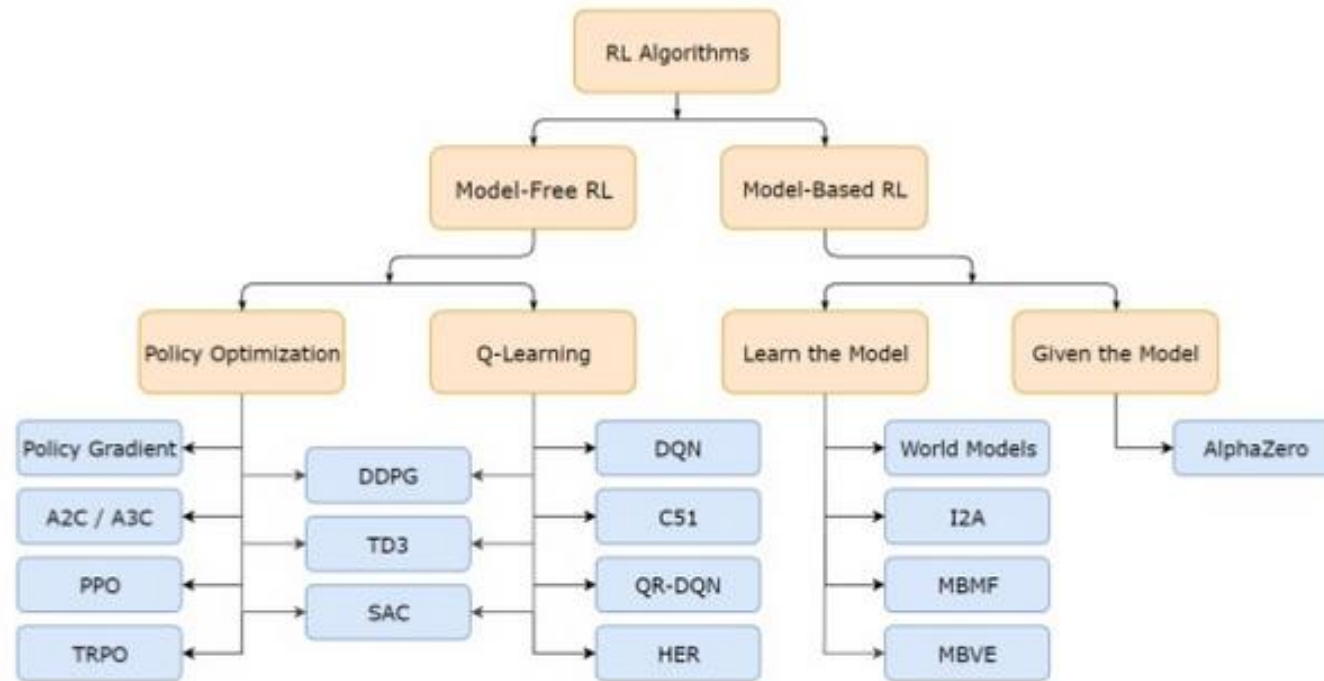 RL Algorithms
Model-Free RL
Model-Based RL
Policy Optimization
Q-Learning
Learn the Model
Given the Model
Policy Gradient
DDPG
DQN
World Models
AlphaZero
A2C / A3C
TD3
C51
I2A
PPO
SAC
QR-DQN
MBMF
TRPO
HER
MBVE